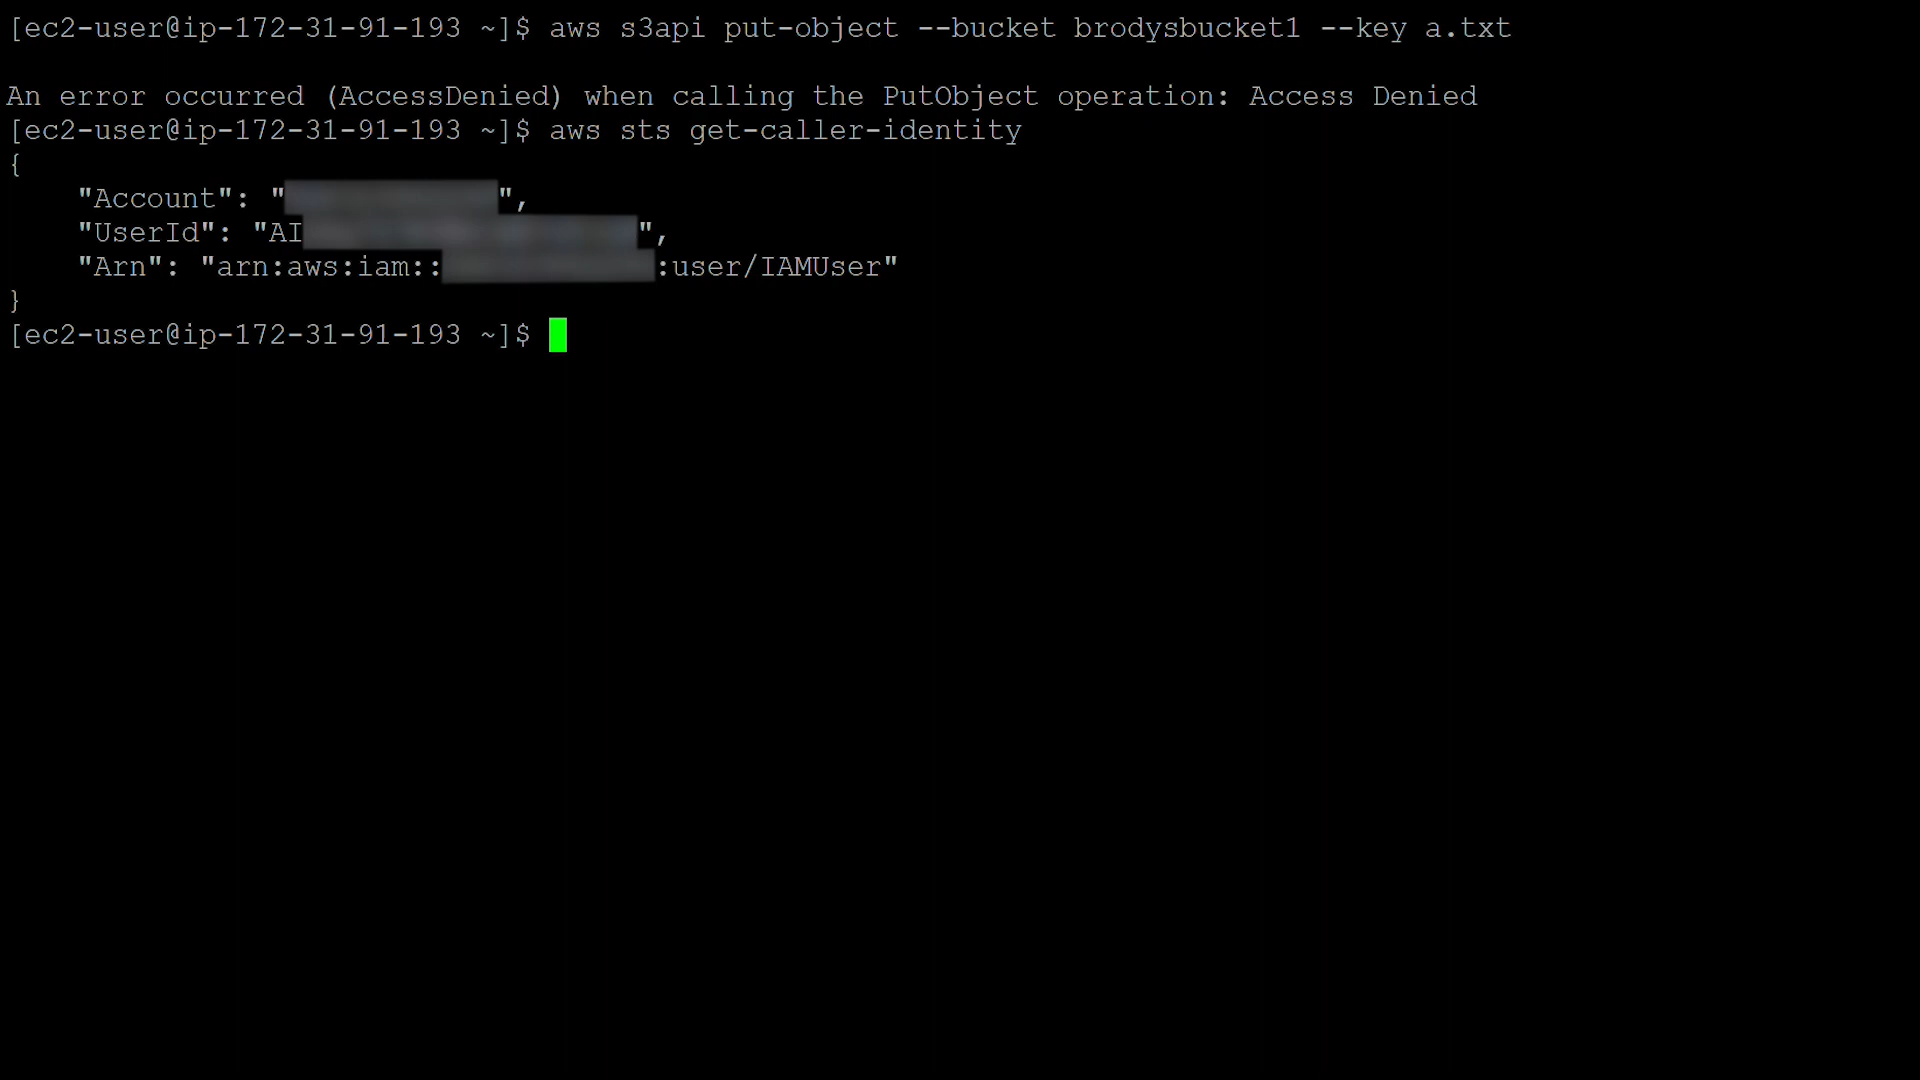 [ec2-user@ip-172-31-91-193 ~]$ aws s3api put-object --bucket brodysbucket1 --key a.txt
An error occurred (AccessDenied) when calling the PutObject operation: Access Denied
[ec2-user@ip-172-31-91-193 ~]$ aws sts get-caller-identity
{
    "Account": "",
    "UserId": "AI",
    "Arn": "arn:aws:iam:::user/IAMUser"
}
[ec2-user@ip-172-31-91-193 ~]$